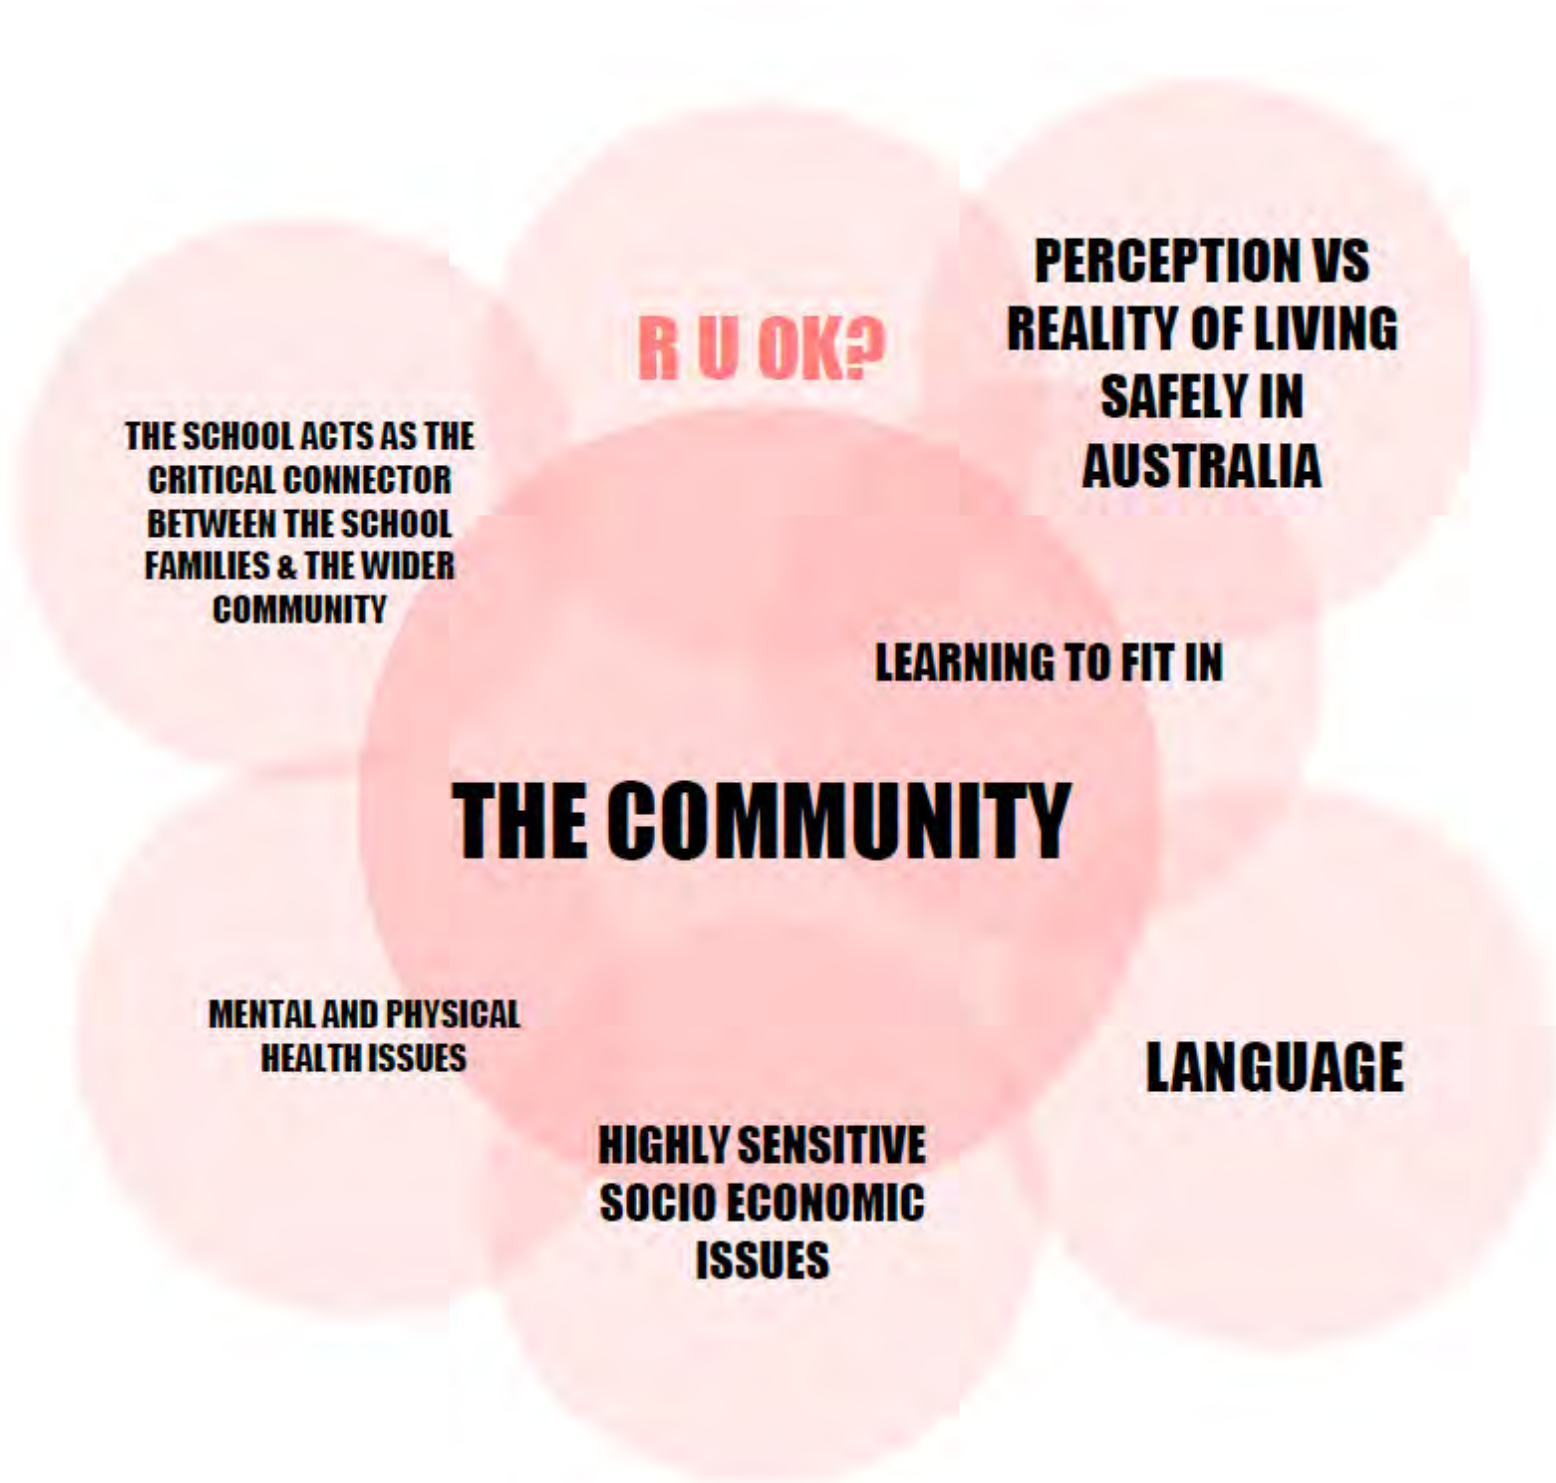 R U OK?
PERCEPTION VS
REALITY OF LIVING
SAFELY IN
AUSTRALIA
THE SCHOOL ACTS AS THE
CRITICAL CONNECTOR
BETWEEN THE SCHOOL
FAMILIES & THE WIDER
COMMUNITY
LEARNING TO FIT IN
THE COMMUNITY
MENTAL AND PHYSICAL
HEALTH ISSUES
LANGUAGE
HIGHLY SENSITIVE
SOCIO ECONOMIC
ISSUES